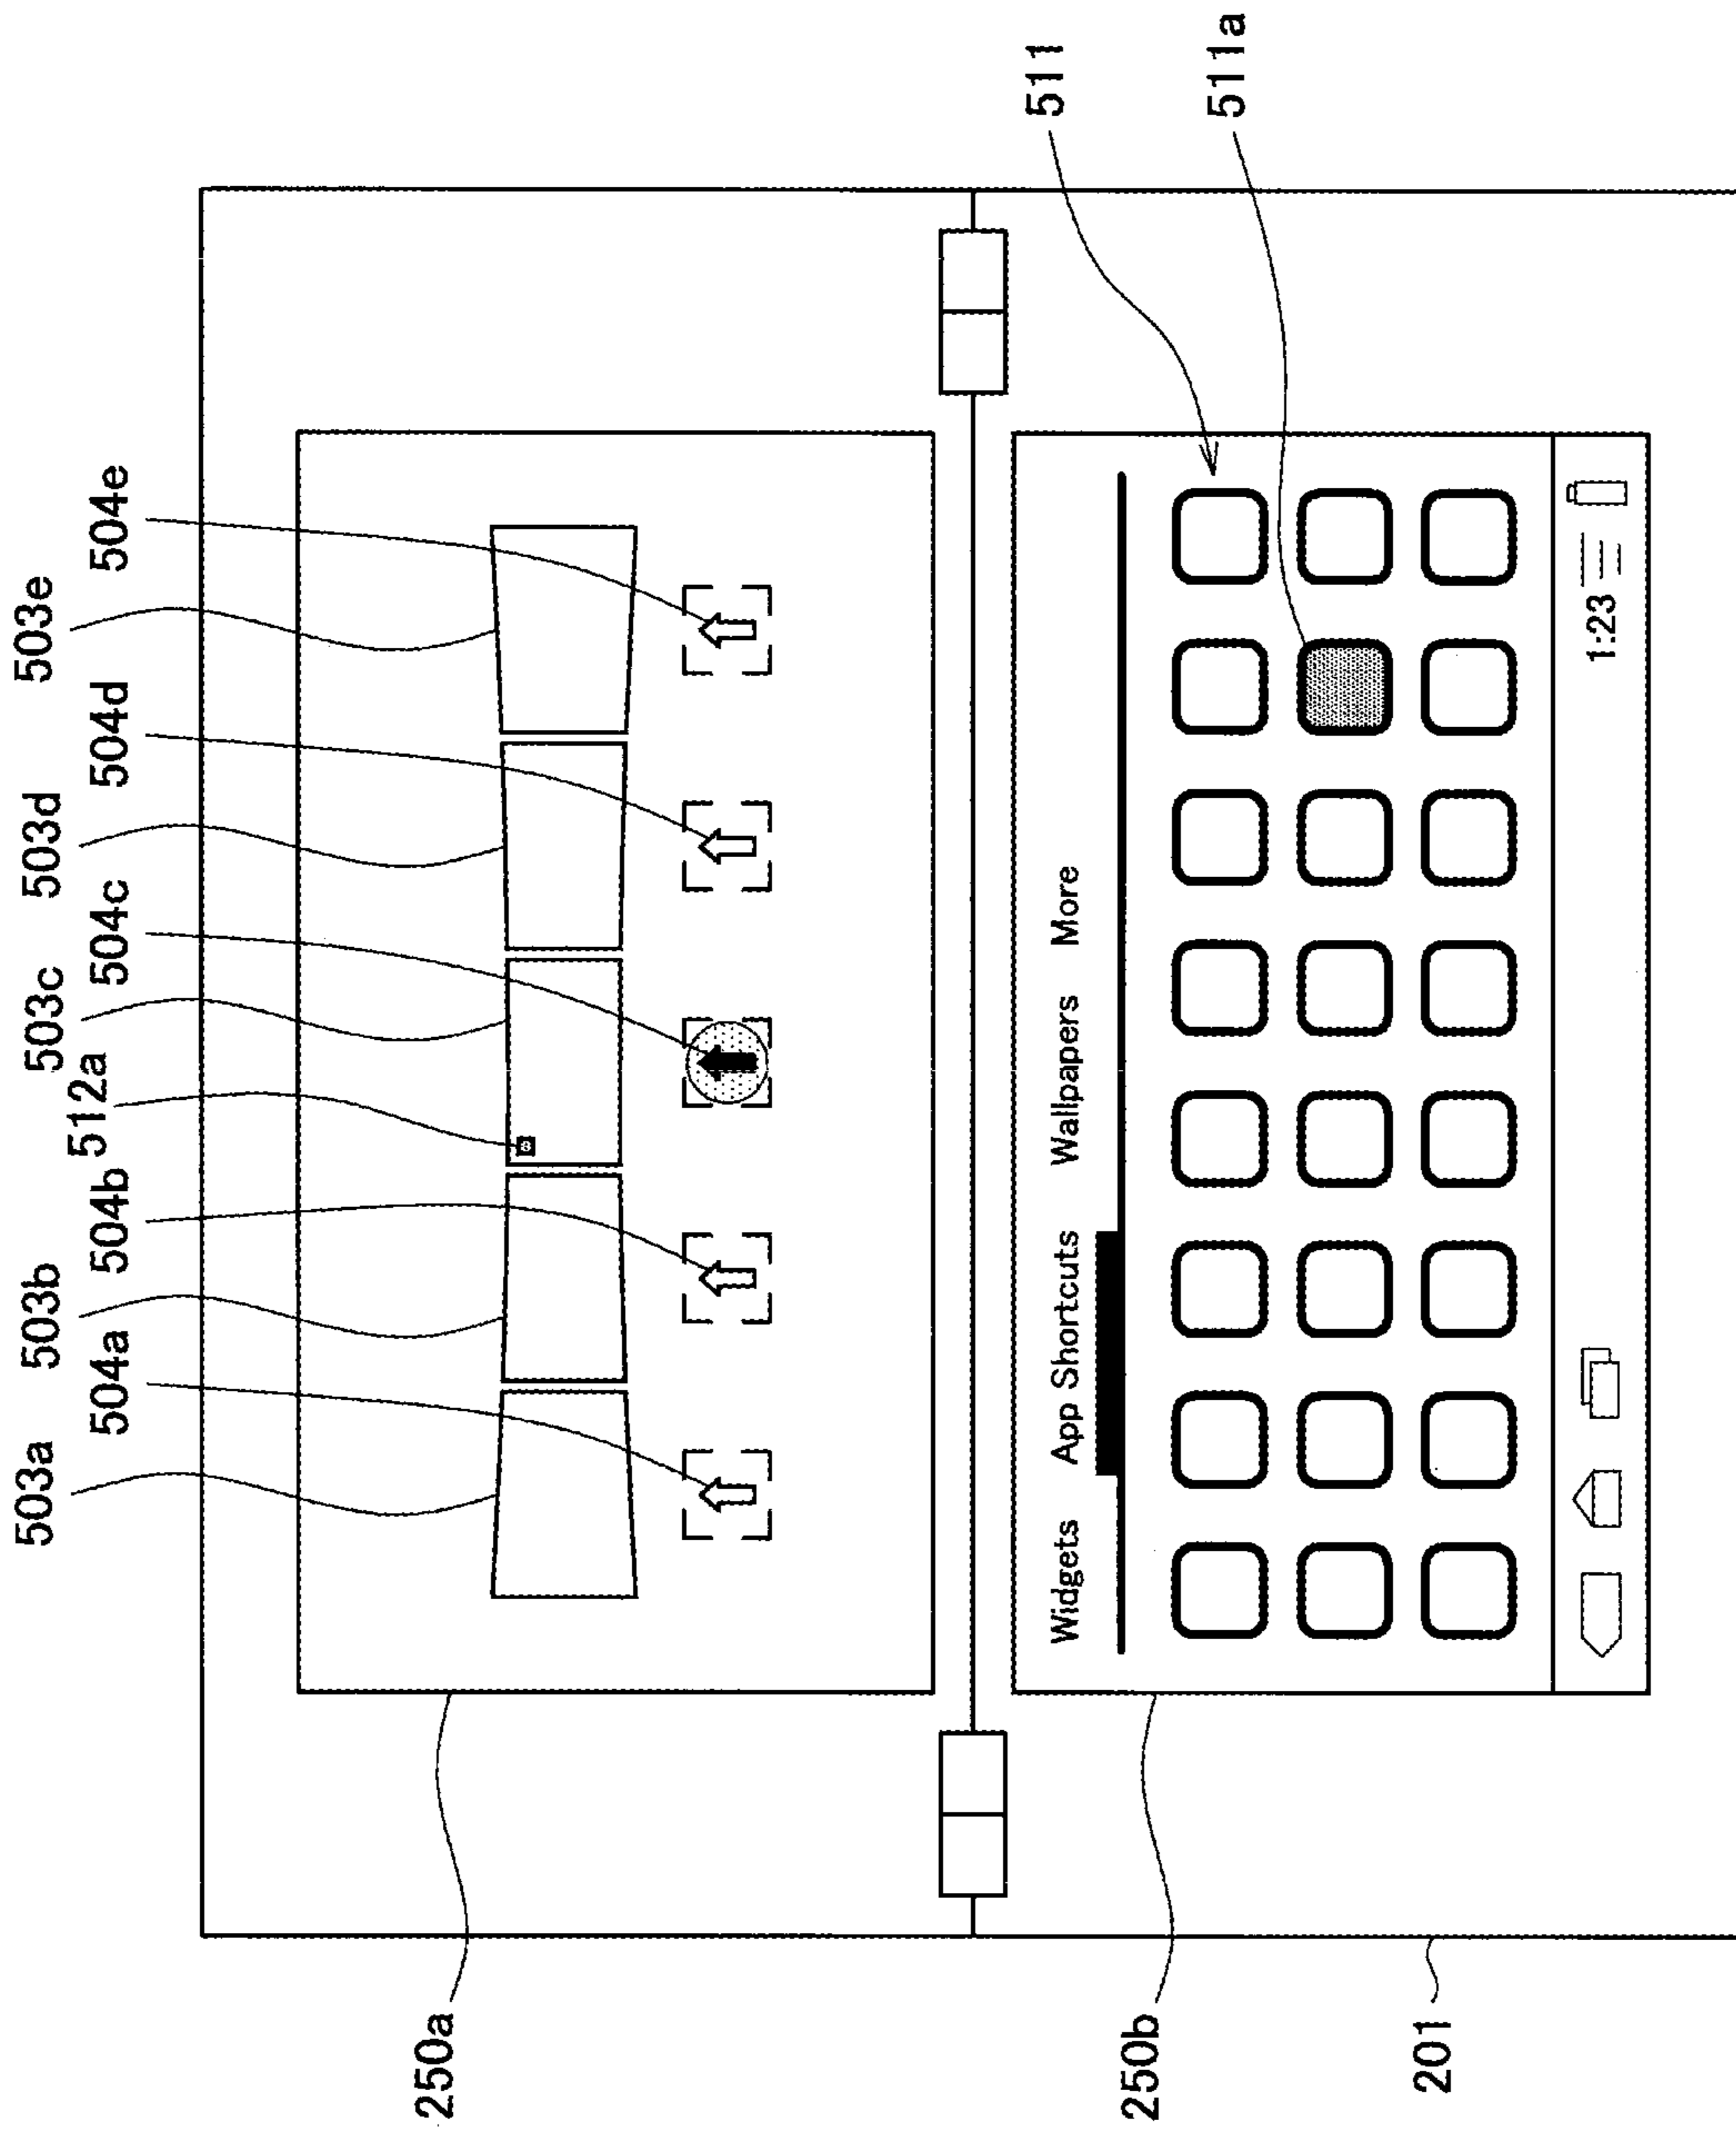 503a
503b
503c
503d
503e
504a
504b
512a
504c
504d
504e
250a
250b
201
511
511a
Widgets App Shortcuts Wallpapers More
1:23